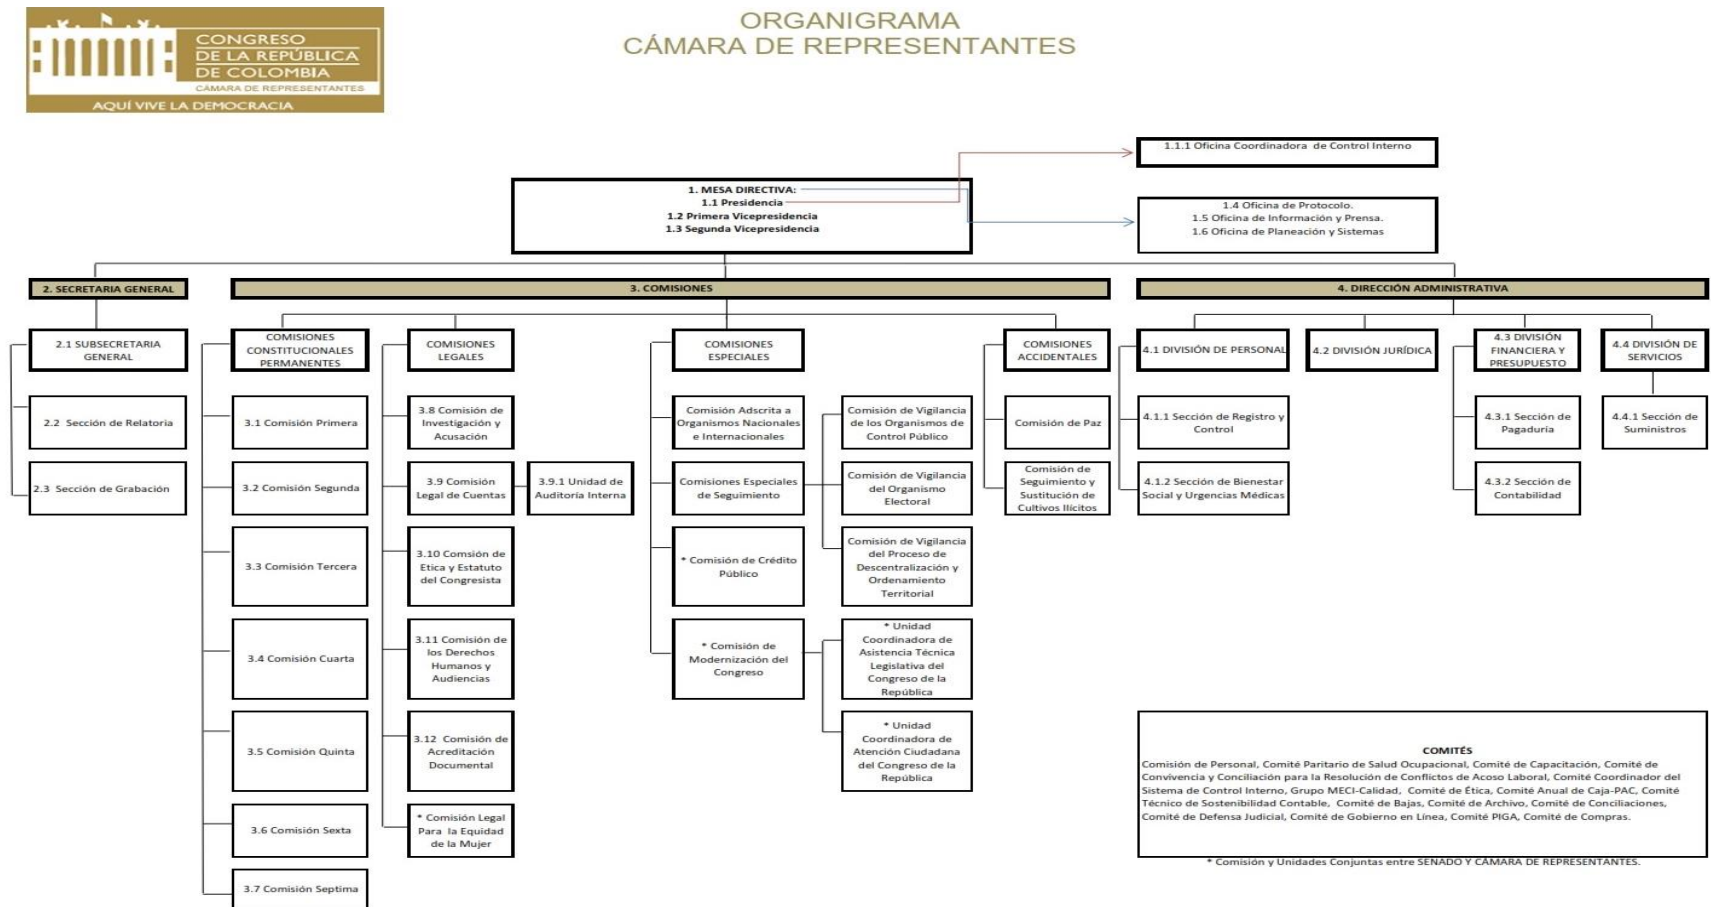 CONGRESO
DE LA REPÚBLICA
DE COLOMBIA
CÁMARA DE REPRESENTANTES
AQUÍ VIVE LA DEMOCRACIA
ORGANIGRAMA
CÁMARA DE REPRESENTANTES
1.1.1 Oficina Coordinadora de Control Interno
1. MESA DIRECTIVA:
1.1 Presidencia
1.2 Primera Vicepresidencia
1.3 Segunda Vicepresidencia
1.4 Oficina de Protocolo.
1.5 Oficina de Información y Prensa.
1.6 Oficina de Planeación y Sistemas
2. SECRETARIA GENERAL
3. COMISIONES
4. DIRECCIÓN ADMINISTRATIVA
2.1 SUBSECRETARIA
GENERAL
2.2 Sección de Relatoria
2.3 Sección de Grabación
COMISIONES
CONSTITUCIONALES
PERMANENTES
3.1 Comisión Primera
3.2 Comisión Segunda
3.3 Comisión Tercera
3.4 Comisión Cuarta
3.5 Comisión Quinta
3.6 Comisión Sexta
3.7 Comisión Septima
COMISIONES
LEGALES
3.8 Comisión de
Investigación y
Acusación
3.9 Comisión
Legal de Cuentas
3.9.1 Unidad de
Auditoría Interna
3.10 Comsión de
Etica y Estatuto
del Congresista
3.11 Comisión de
los Derechos
Humanos y
Audiencias
3.12 Comisión de
Acreditación
Documental
* Comisión Legal
Para la Equidad
de la Mujer
COMISIONES
ESPECIALES
Comisión Adscrita a
Organismos Nacionales
e Internacionales
Comisiones Especiales
de Seguimiento
* Comisión de Crédito
Público
* Comisión de
Modernización del
Congreso
Comisión de Vigilancia
de los Organismos de
Control Público
Comisión de Vigilancia
del Organismo
Electoral
Comisión de Vigilancia
del Proceso de
Descentralización y
Ordenamiento
Territorial
* Unidad
Coordinadora de
Asistencia Técnica
Legislativa del
Congreso de la
República
* Unidad
Coordinadora de
Atención Ciudadana
del Congreso de la
República
COMISIONES
ACCIDENTALES
Comisión de Paz
Comisión de
Seguimiento y
Sustitución de
Cultivos Ilícitos
4.1 DIVISIÓN DE PERSONAL
4.1.1 Sección de Registro y
Control
4.1.2 Sección de Bienestar
Social y Urgencias Médicas
4.2 DIVISIÓN JURÍDICA
4.3 DIVISIÓN
FINANCIERA Y
PRESUPUESTO
4.3.1 Sección de
Pagaduría
4.3.2 Sección de
Contabilidad
4.4 DIVISIÓN DE
SERVICIOS
4.4.1 Sección de
Suministros
COMITÉS
Comisión de Personal, Comité Paritario de Salud Ocupacional, Comité de Capacitación, Comité de
Convivencia y Conciliación para la Resolución de Conflictos de Acoso Laboral, Comité Coordinador del
Sistema de Control Interno, Grupo MECI-Calidad, Comité de Ética, Comité Anual de Caja-PAC, Comité
Técnico de Sostenibilidad Contable, Comité de Bajas, Comité de Archivo, Comité de Conciliaciones,
Comité de Defensa Judicial, Comité de Gobierno en Línea, Comité PIGA, Comité de Compras.
* Comisión y Unidades Conjuntas entre SENADO Y CÁMARA DE REPRESENTANTES.